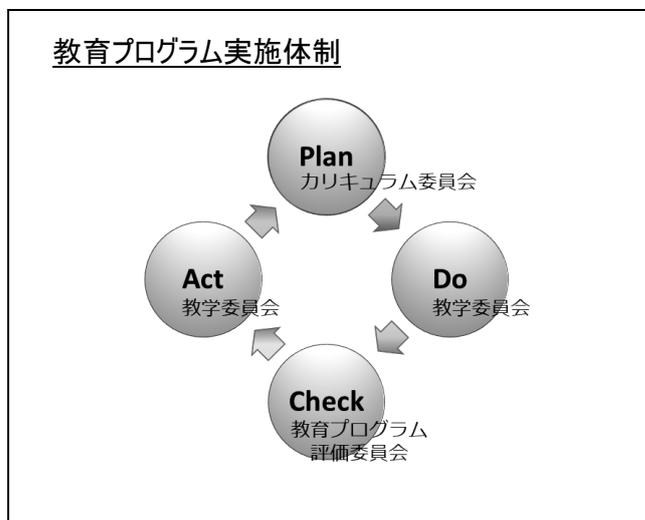 教育プログラム実施体制
Plan
カリキュラム委員会
Do
教学委員会
Check
教育プログラム
評価委員会
Act
教学委員会